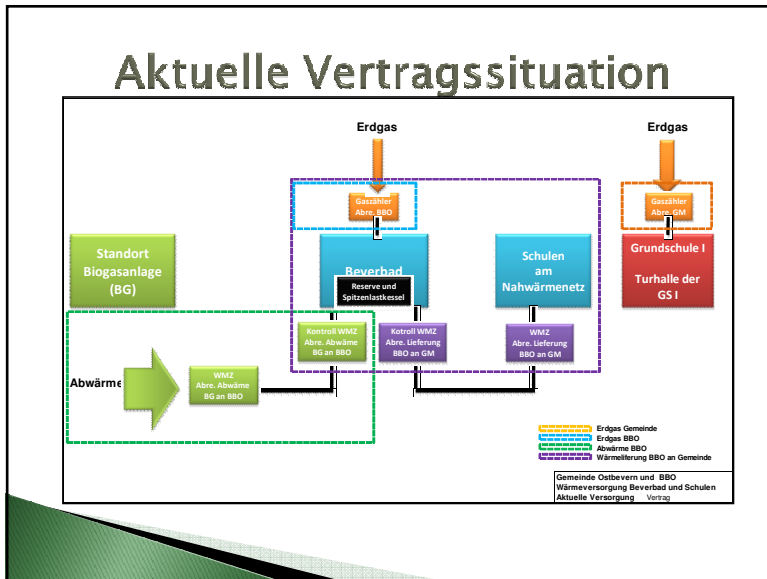 Aktuelle Vertragssituation
Erdgas
Erdgas
Gaszähler
Abre. BBO
Gaszähler
Abre. GM
Standort
Biogasanlage
(BG)
Beverbad
Reserve und
Spitzenlastkessel
Schulen
am
Nahwärmenetz
Grundschule I
Turhalle der
GS I
Kontroll WMZ
Abre. Abwäme
BG an BBO
Kotroll WMZ
Abre. Lieferung
BBO an GM
WMZ
Abre. Lieferung
BBO an GM
Abwärme
WMZ
Abre. Abwäme
BG an BBO
Erdgas Gemeinde
Erdgas BBO
Abwärme BBO
Wärmeliferung BBO an Gemeinde
Gemeinde Ostbevern und BBO
Wärmeversorgung Beverbad und Schulen
Aktuelle Versorgung Vertrag